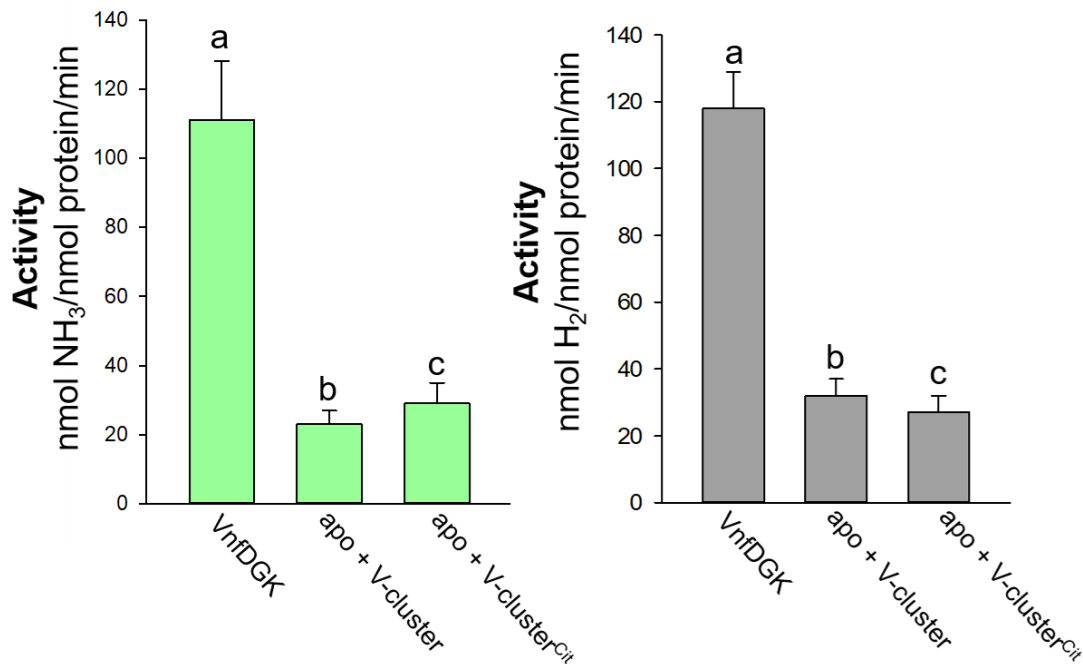 Activity
nmol NH₃/nmol protein/min
140
120
100
80
60
40
20
0
a
b
c
VnfDGK
apo + V-cluster
apo + V-clusterᶜⁱᵗ
Activity
nmol H₂/nmol protein/min
140
120
100
80
60
40
20
0
a
b
c
VnfDGK
apo + V-cluster
apo + V-clusterᶜⁱᵗ